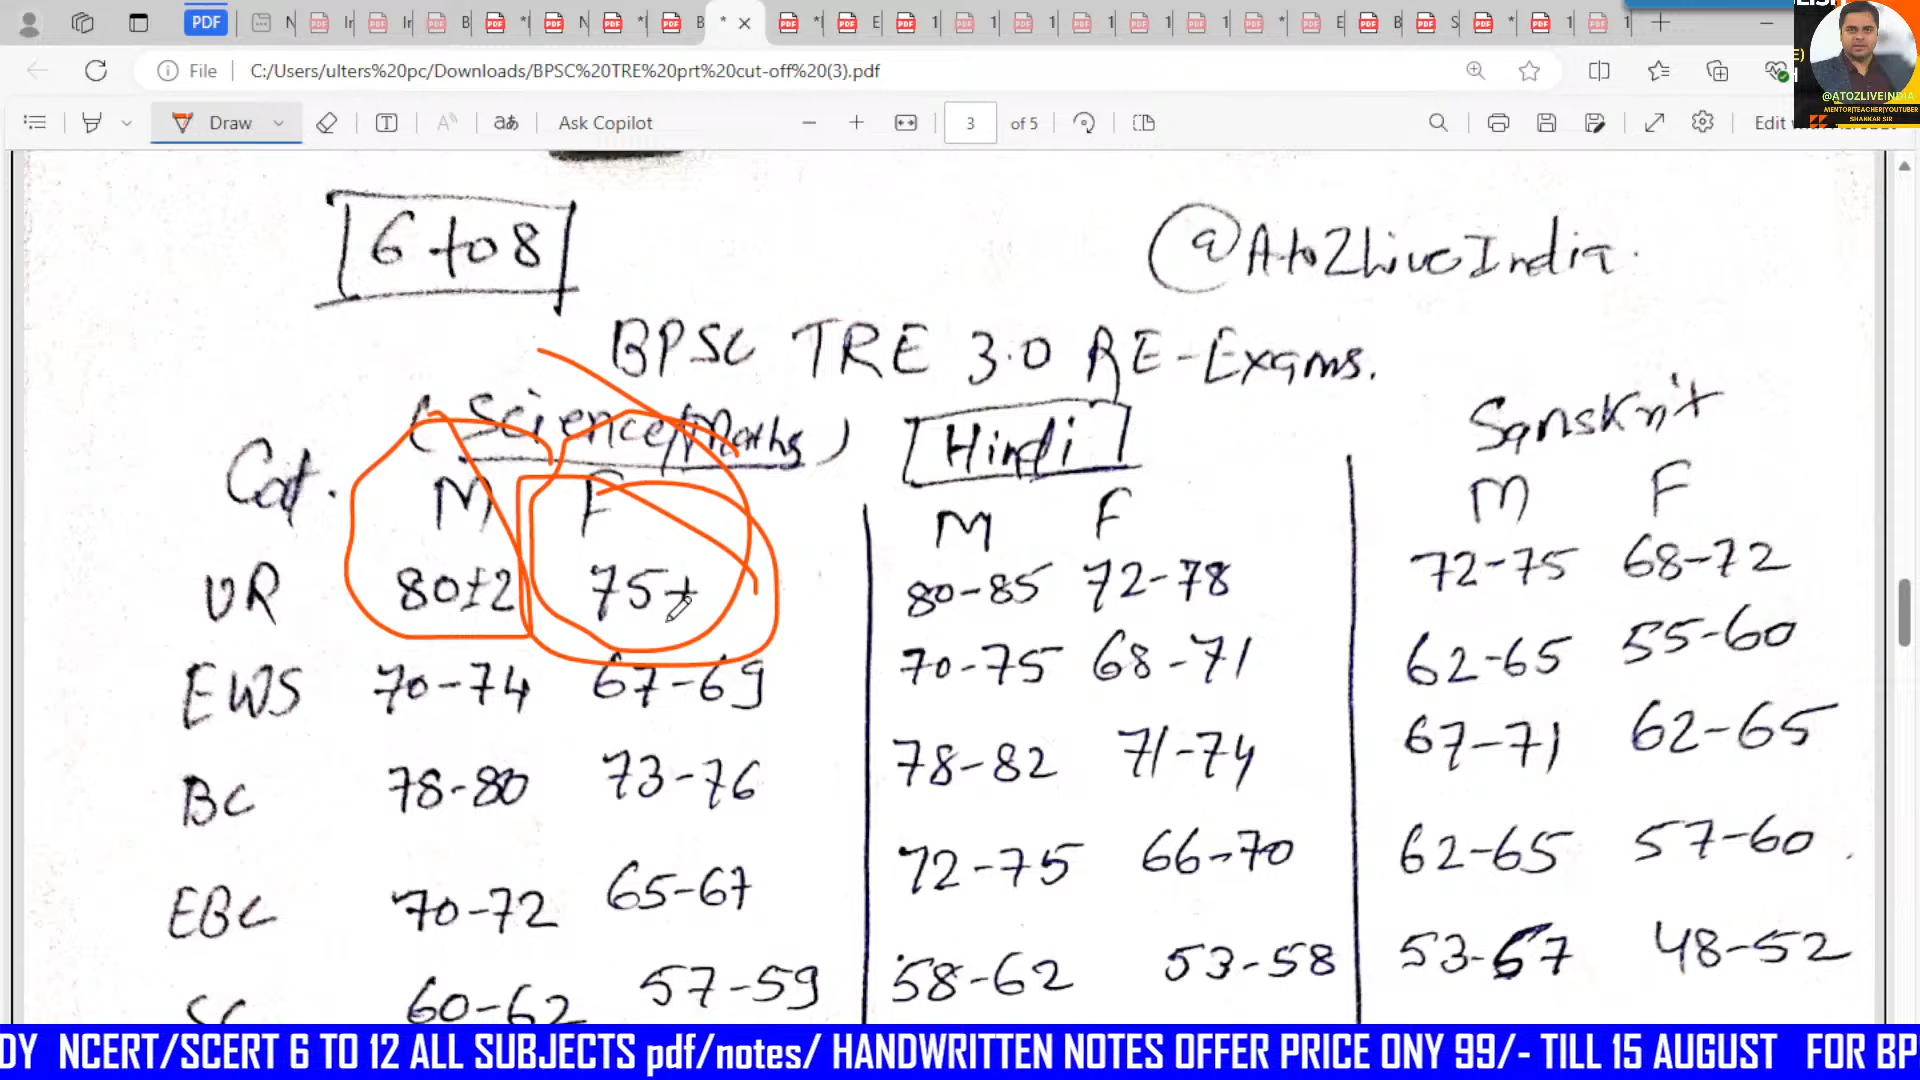 PDF
File C:/Users/ulters%20pc/Downloads/BPSC%20TRE%20prt%20cut-off%20(3).pdf
Draw Ask Copilot 3 of 5
@ATOZLIVEINDIA
MENTOR|TEACHER|YOUTUBER
SHANKAR SIR
6 to 8 @AtoZLiveIndia.
BPSC TRE 3.0 RE-Exams.
(Science/Maths) Hindi Sanskrit
Cat. M F M F M F
UR 80±2 75+ 80-85 72-78 72-75 68-72
EWS 70-74 67-69 70-75 68-71 62-65 55-60
BC 78-80 73-76 78-82 71-74 67-71 62-65
EBC 70-72 65-67 72-75 66-70 62-65 57-60
SC 60-62 57-59 58-62 53-58 53-57 48-52
DY NCERT/SCERT 6 TO 12 ALL SUBJECTS pdf/notes/ HANDWRITTEN NOTES OFFER PRICE ONY 99/- TILL 15 AUGUST FOR BP